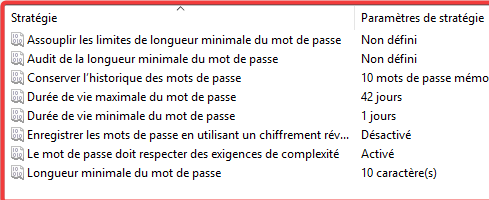 Stratégie Paramètres de stratégie
Assouplir les limites de longueur minimale du mot de passe Non défini
Audit de la longueur minimale du mot de passe Non défini
Conserver l'historique des mots de passe 10 mots de passe mémo
Durée de vie maximale du mot de passe 42 jours
Durée de vie minimale du mot de passe 1 jours
Enregistrer les mots de passe en utilisant un chiffrement rév... Désactivé
Le mot de passe doit respecter des exigences de complexité Activé
Longueur minimale du mot de passe 10 caractère(s)